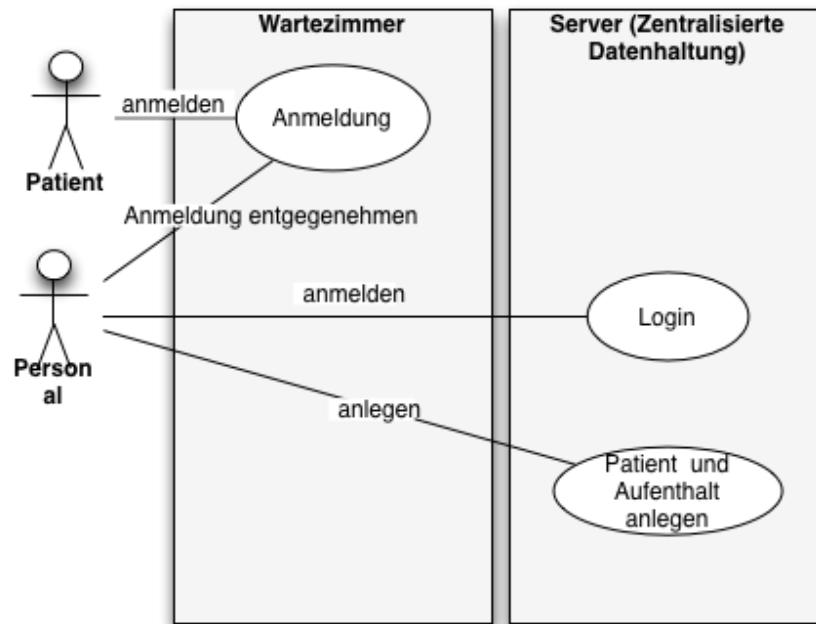 Wartezimmer
Server (Zentralisierte
Datenhaltung)
anmelden
Anmeldung
Patient
Anmeldung entgegenehmen
anmelden
Login
Person
al
anlegen
Patient und
Aufenthalt
anlegen